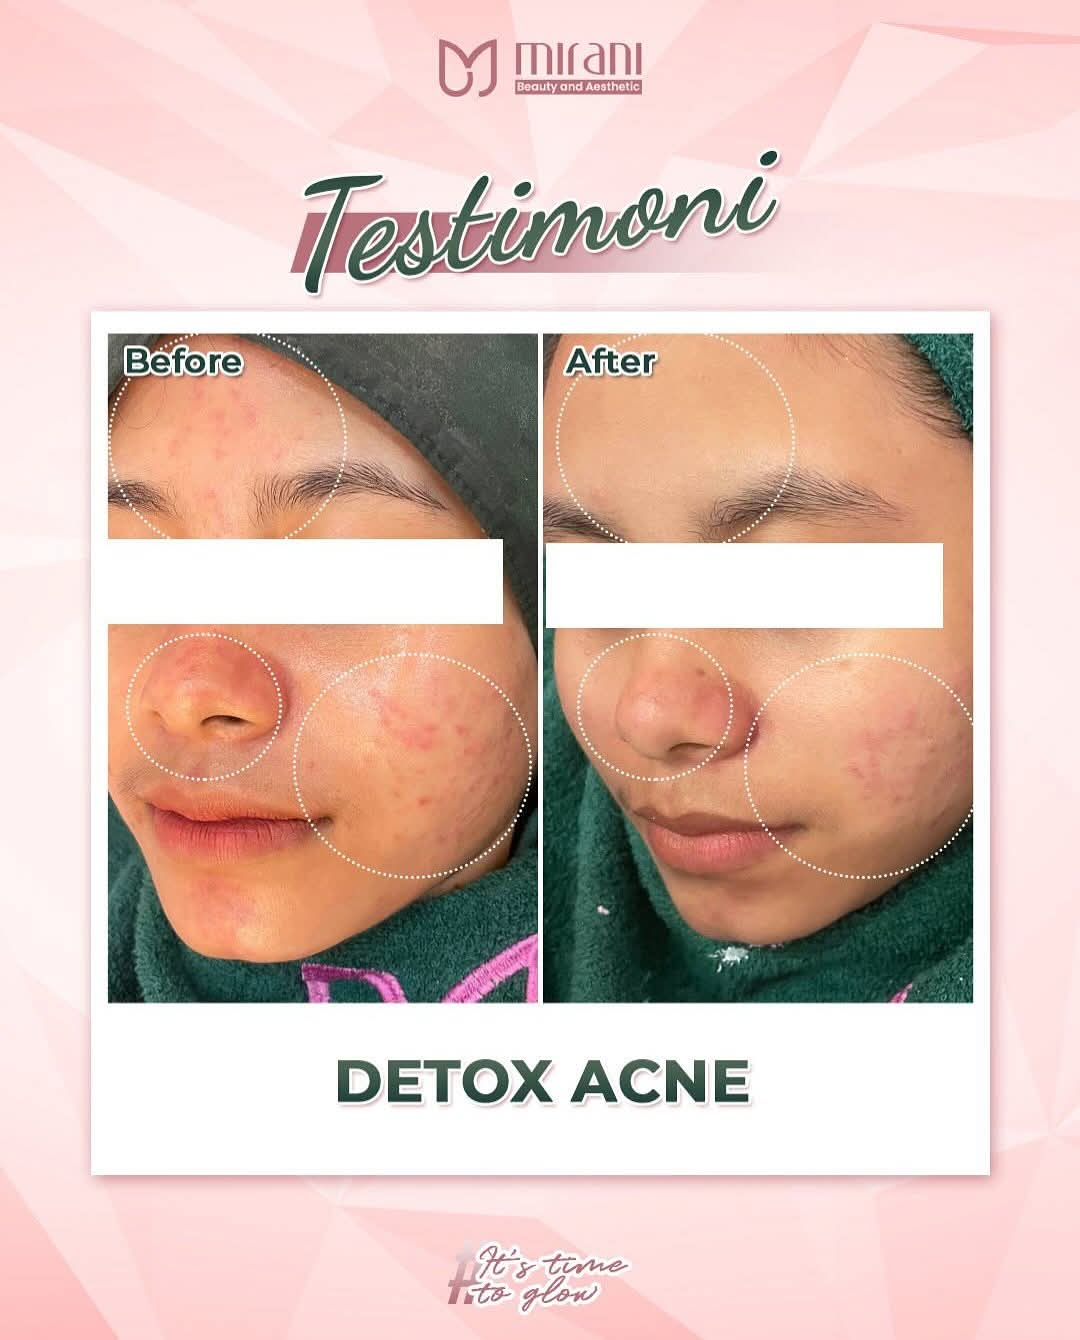 mirani
Beauty and Aesthetic
Testimoni
Before
After
DETOX ACNE
#It's time
to glow